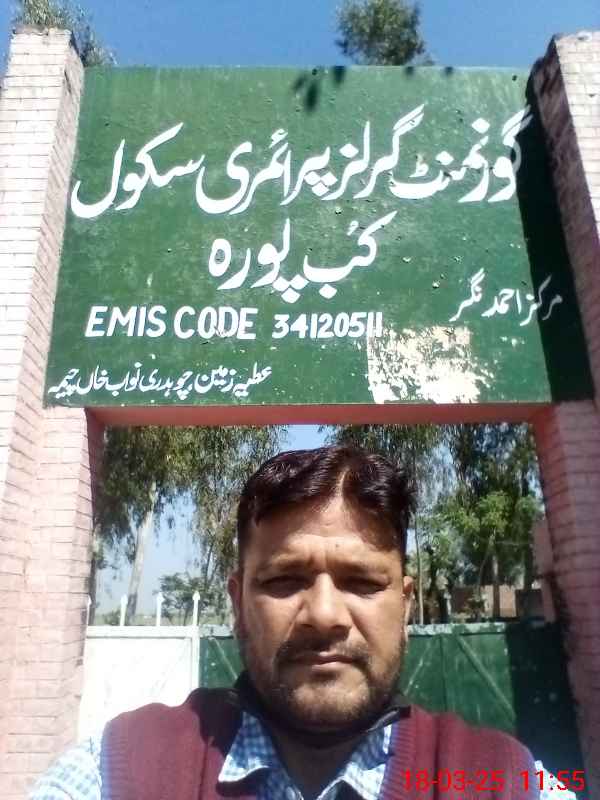 گورنمنٹ گرلز پرائمری سکول
کب پورہ
مرکز احمد نگر
EMIS CODE 34120511
عطیہ زمین، چوہدری نواب خاں چیمہ
18-03-25 11:55